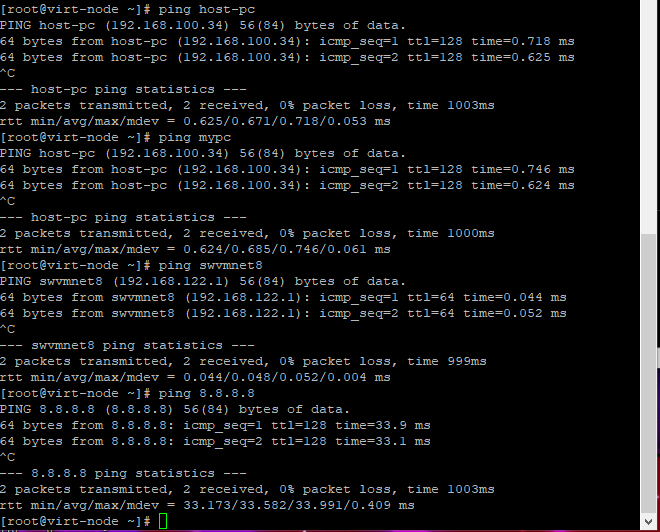 [root@virt-node ~]# ping host-pc
PING host-pc (192.168.100.34) 56(84) bytes of data.
64 bytes from host-pc (192.168.100.34): icmp_seq=1 ttl=128 time=0.718 ms
64 bytes from host-pc (192.168.100.34): icmp_seq=2 ttl=128 time=0.625 ms
^C
--- host-pc ping statistics ---
2 packets transmitted, 2 received, 0% packet loss, time 1003ms
rtt min/avg/max/mdev = 0.625/0.671/0.718/0.053 ms
[root@virt-node ~]# ping mypc
PING host-pc (192.168.100.34) 56(84) bytes of data.
64 bytes from host-pc (192.168.100.34): icmp_seq=1 ttl=128 time=0.746 ms
64 bytes from host-pc (192.168.100.34): icmp_seq=2 ttl=128 time=0.624 ms
^C
--- host-pc ping statistics ---
2 packets transmitted, 2 received, 0% packet loss, time 1000ms
rtt min/avg/max/mdev = 0.624/0.685/0.746/0.061 ms
[root@virt-node ~]# ping swvmnet8
PING swvmnet8 (192.168.122.1) 56(84) bytes of data.
64 bytes from swvmnet8 (192.168.122.1): icmp_seq=1 ttl=64 time=0.044 ms
64 bytes from swvmnet8 (192.168.122.1): icmp_seq=2 ttl=64 time=0.052 ms
^C
--- swvmnet8 ping statistics ---
2 packets transmitted, 2 received, 0% packet loss, time 999ms
rtt min/avg/max/mdev = 0.044/0.048/0.052/0.004 ms
[root@virt-node ~]# ping 8.8.8.8
PING 8.8.8.8 (8.8.8.8) 56(84) bytes of data.
64 bytes from 8.8.8.8: icmp_seq=1 ttl=128 time=33.9 ms
64 bytes from 8.8.8.8: icmp_seq=2 ttl=128 time=33.1 ms
^C
--- 8.8.8.8 ping statistics ---
2 packets transmitted, 2 received, 0% packet loss, time 1003ms
rtt min/avg/max/mdev = 33.173/33.582/33.991/0.409 ms
[root@virt-node ~]#